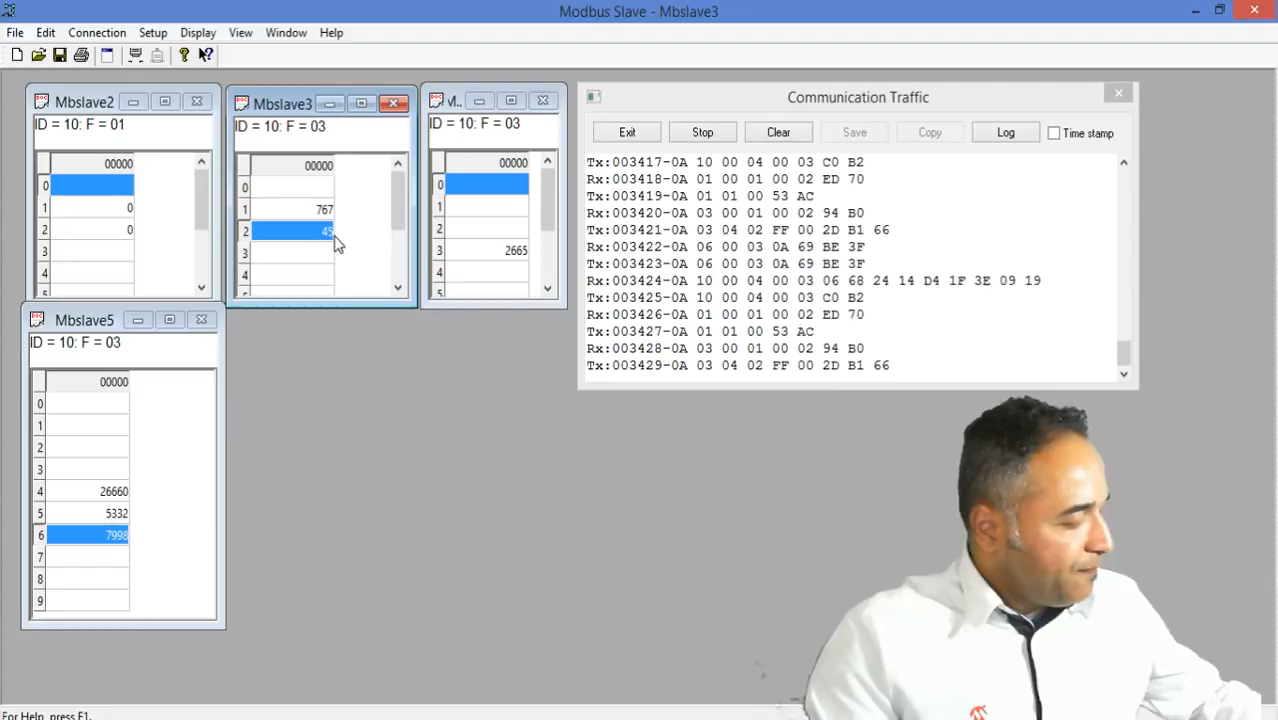 Modbus Slave - Mbslave3
File Edit Connection Setup Display View Window Help
Mbslave2
ID = 10: F = 01
00000
0
1 0
2 0
3
4
Mbslave3
ID = 10: F = 03
00000
0
1 767
2 45
3
4
ID = 10: F = 03
00000
0
1
2
3 2665
4
5
Mbslave5
ID = 10: F = 03
00000
0
1
2
3
4 26660
5 5332
6 7998
7
8
9
Communication Traffic
Exit Stop Clear Save Copy Log Time stamp
Tx:003417-0A 10 00 04 00 03 C0 B2
Rx:003418-0A 01 00 01 00 02 ED 70
Tx:003419-0A 01 01 00 53 AC
Rx:003420-0A 03 00 01 00 02 94 B0
Tx:003421-0A 03 04 02 FF 00 2D B1 66
Rx:003422-0A 06 00 03 0A 69 BE 3F
Tx:003423-0A 06 00 03 0A 69 BE 3F
Rx:003424-0A 10 00 04 00 03 06 68 24 14 D4 1F 3E 09 19
Tx:003425-0A 10 00 04 00 03 C0 B2
Rx:003426-0A 01 00 01 00 02 ED 70
Tx:003427-0A 01 01 00 53 AC
Rx:003428-0A 03 00 01 00 02 94 B0
Tx:003429-0A 03 04 02 FF 00 2D B1 66
For Help, press F1.